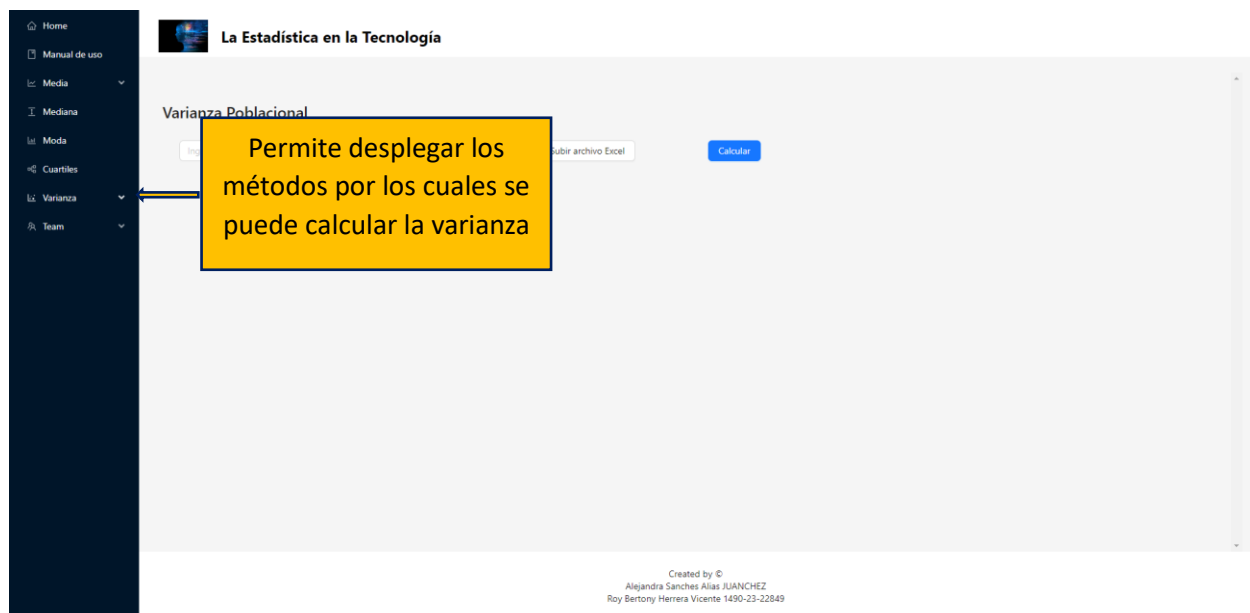 Home
Manual de uso
Media
Mediana
Moda
Cuartiles
Varianza
Team
La Estadística en la Tecnología
Varianza Poblacional
Subir archivo Excel
Calcular
Permite desplegar los
métodos por los cuales se
puede calcular la varianza
Created by ©
Alejandra Sanches Alias JUANCHEZ
Roy Bertony Herrera Vicente 1490-23-22849